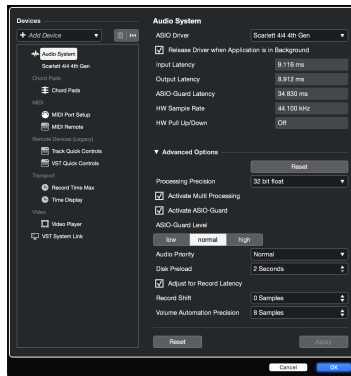 Devices
Add Device
Audio System
Scarlett 4i4 4th Gen
Chord Pads
Chord Pads
MIDI
MIDI Port Setup
MIDI Remote
Remote Devices (Legacy)
Track Quick Controls
VST Quick Controls
Transport
Record Time Max
Time Display
Video
Video Player
VST System Link
Audio System
ASIO Driver Scarlett 4i4 4th Gen
Release Driver when Application is in Background
Input Latency 9.116 ms
Output Latency 8.912 ms
ASIO-Guard Latency 34.830 ms
HW Sample Rate 44.100 kHz
HW Pull Up/Down Off
Advanced Options
Reset
Processing Precision 32 bit float
Activate Multi Processing
Activate ASIO-Guard
ASIO-Guard Level
low normal high
Audio Priority Normal
Disk Preload 2 Seconds
Adjust for Record Latency
Record Shift 0 Samples
Volume Automation Precision 8 Samples
Reset Apply
Cancel OK